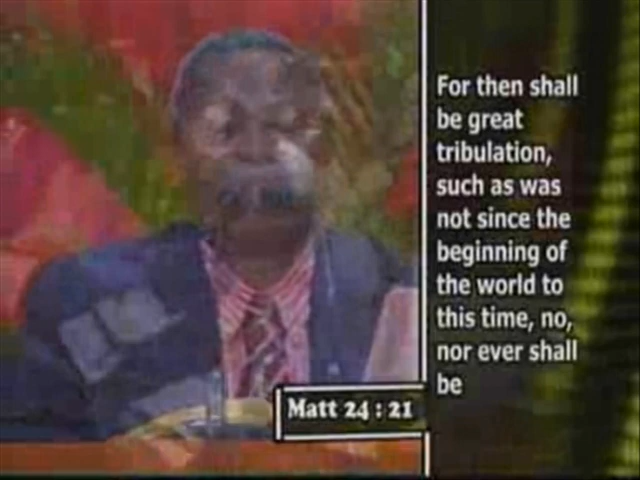 For then shall
be great
tribulation,
such as was
not since the
beginning of
the world to
this time, no,
nor ever shall
be
Matt 24 : 21